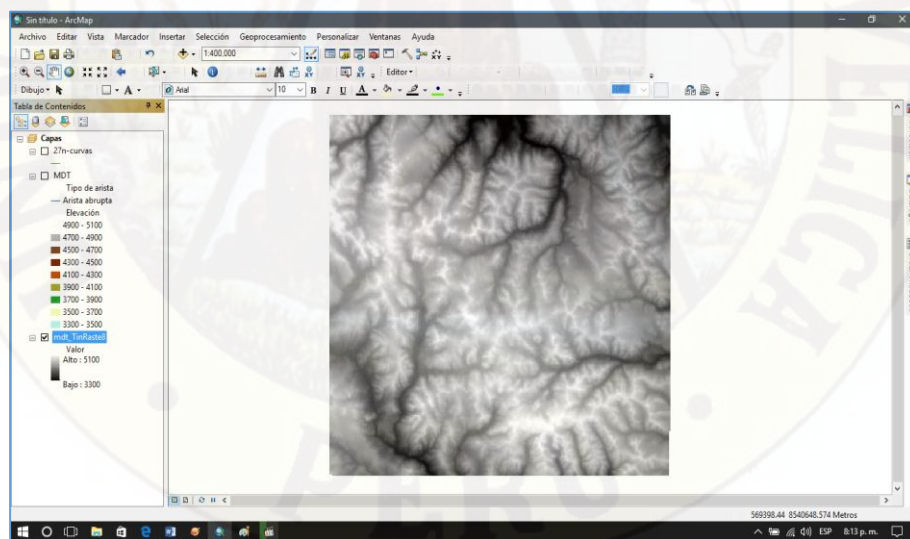 Sin título - ArcMap
Archivo Editar Vista Marcador Insertar Selección Geoprocesamiento Personalizar Ventanas Ayuda
1:400.000
Editor
Dibujo A Arial 10 B I U A
Tabla de Contenidos
Capas
27n-curvas
MDT
Tipo de arista
Arista abrupta
Elevación
4900 - 5100
4700 - 4900
4500 - 4700
4300 - 4500
4100 - 4300
3900 - 4100
3700 - 3900
3500 - 3700
3300 - 3500
mdt_TinRaste8
Valor
Alto : 5100
Bajo : 3300
569398.44 8540648.574 Metros
ESP 8:13 p. m.
PERU